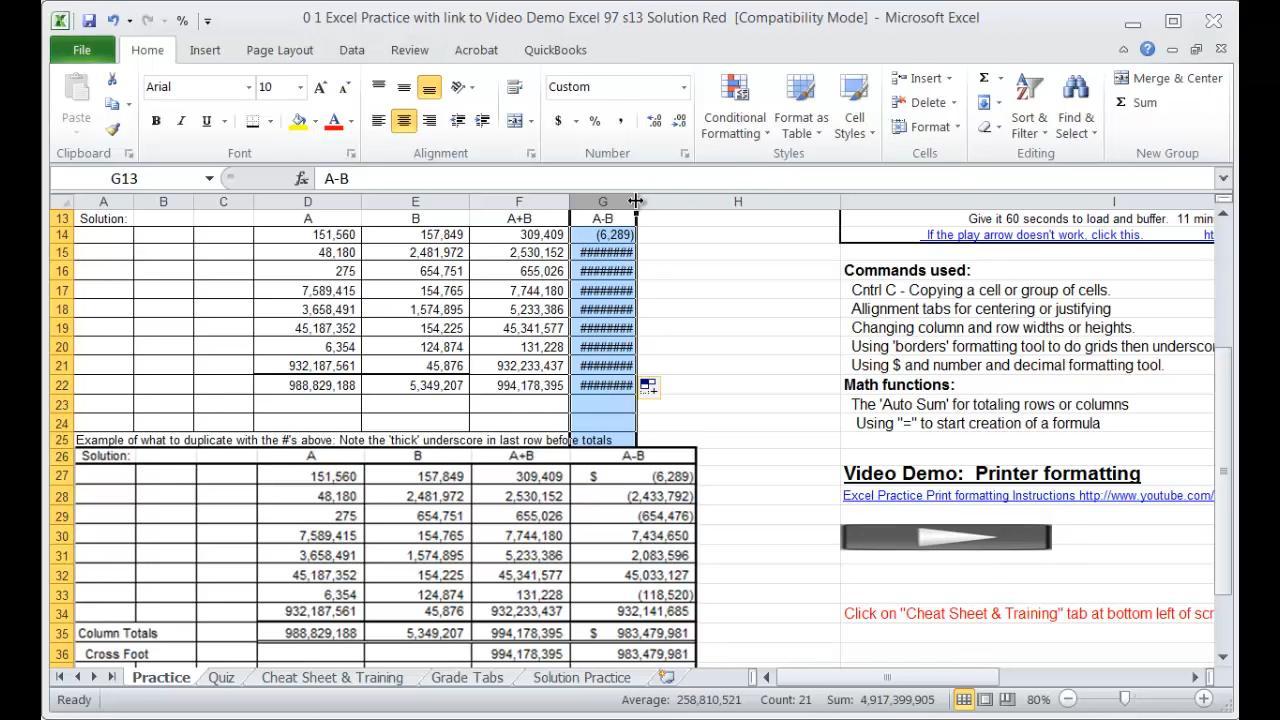 0 1 Excel Practice with link to Video Demo Excel 97 s13 Solution Red [Compatibility Mode] - Microsoft Excel
File Home Insert Page Layout Data Review Acrobat QuickBooks
Paste Arial 10 B I U Custom $ % , Conditional Formatting Format as Table Cell Styles Insert Delete Format Σ Sort & Filter Find & Select Merge & Center Σ Sum
Clipboard Font Alignment Number Styles Cells Editing New Group
G13 fx A-B
A B C D E F G H I
13 Solution: A B A+B A-B Give it 60 seconds to load and buffer. 11 min
14 151,560 157,849 309,409 (6,289) If the play arrow doesn't work, click this. ht
15 48,180 2,481,972 2,530,152 ########
16 275 654,751 655,026 ######## Commands used:
17 7,589,415 154,765 7,744,180 ######## Cntrl C - Copying a cell or group of cells.
18 3,658,491 1,574,895 5,233,386 ######## Allignment tabs for centering or justifying
19 45,187,352 154,225 45,341,577 ######## Changing column and row widths or heights.
20 6,354 124,874 131,228 ######## Using 'borders' formatting tool to do grids then undersco
21 932,187,561 45,876 932,233,437 ######## Using $ and number and decimal formatting tool.
22 988,829,188 5,349,207 994,178,395 ######## Math functions:
23 The 'Auto Sum' for totaling rows or columns
24 Using "=" to start creation of a formula
25 Example of what to duplicate with the #'s above: Note the 'thick' underscore in last row before totals
26 Solution: A B A+B A-B
27 151,560 157,849 309,409 $ (6,289) Video Demo: Printer formatting
28 48,180 2,481,972 2,530,152 (2,433,792) Excel Practice Print formatting Instructions http://www.youtube.com/
29 275 654,751 655,026 (654,476)
30 7,589,415 154,765 7,744,180 7,434,650
31 3,658,491 1,574,895 5,233,386 2,083,596
32 45,187,352 154,225 45,341,577 45,033,127
33 6,354 124,874 131,228 (118,520)
34 932,187,561 45,876 932,233,437 932,141,685 Click on "Cheat Sheet & Training" tab at bottom left of scr
35 Column Totals 988,829,188 5,349,207 994,178,395 $ 983,479,981
36 Cross Foot 994,178,395 983,479,981
Practice Quiz Cheat Sheet & Training Grade Tabs Solution Practice
Ready Average: 258,810,521 Count: 21 Sum: 4,917,399,905 80%